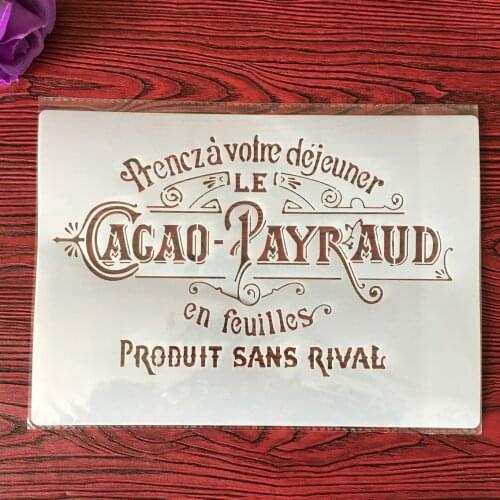 Prenez à votre déjeuner
LE
CACAO-PAYRAUD
en feuilles
PRODUIT SANS RIVAL